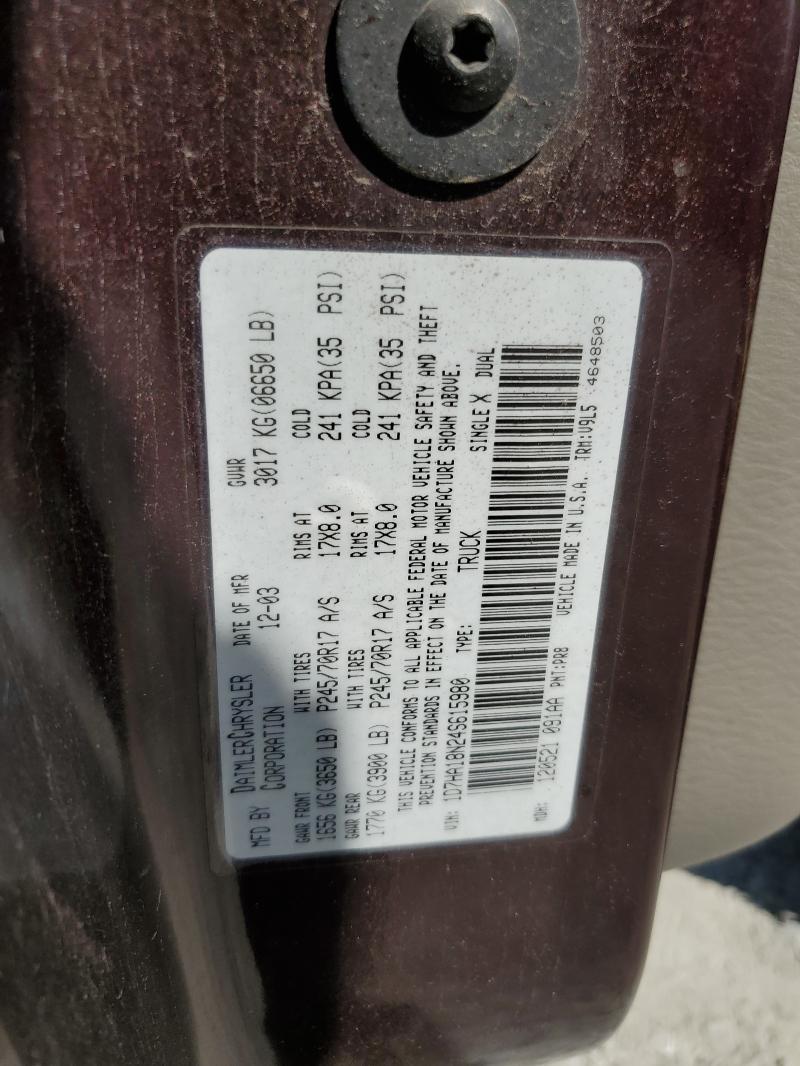 MFD BY DAIMLERCHRYSLER CORPORATION DATE OF MFR 12-03 GVWR 3017 KG(06650 LB)
GAWR FRONT WITH TIRES RIMS AT COLD
1656 KG(3650 LB) P245/70R17 A/S 17X8.0 241 KPA(35 PSI)
GAWR REAR WITH TIRES RIMS AT COLD
1770 KG(3900 LB) P245/70R17 A/S 17X8.0 241 KPA(35 PSI)
THIS VEHICLE CONFORMS TO ALL APPLICABLE FEDERAL MOTOR VEHICLE SAFETY AND THEFT
PREVENTION STANDARDS IN EFFECT ON THE DATE OF MANUFACTURE SHOWN ABOVE.
VIN: 1D7HA18N24S615980 TYPE: TRUCK SINGLE X DUAL
MDH: 120521 091AA PNT:PR8 VEHICLE MADE IN U.S.A. TRM:V9L5 4648503